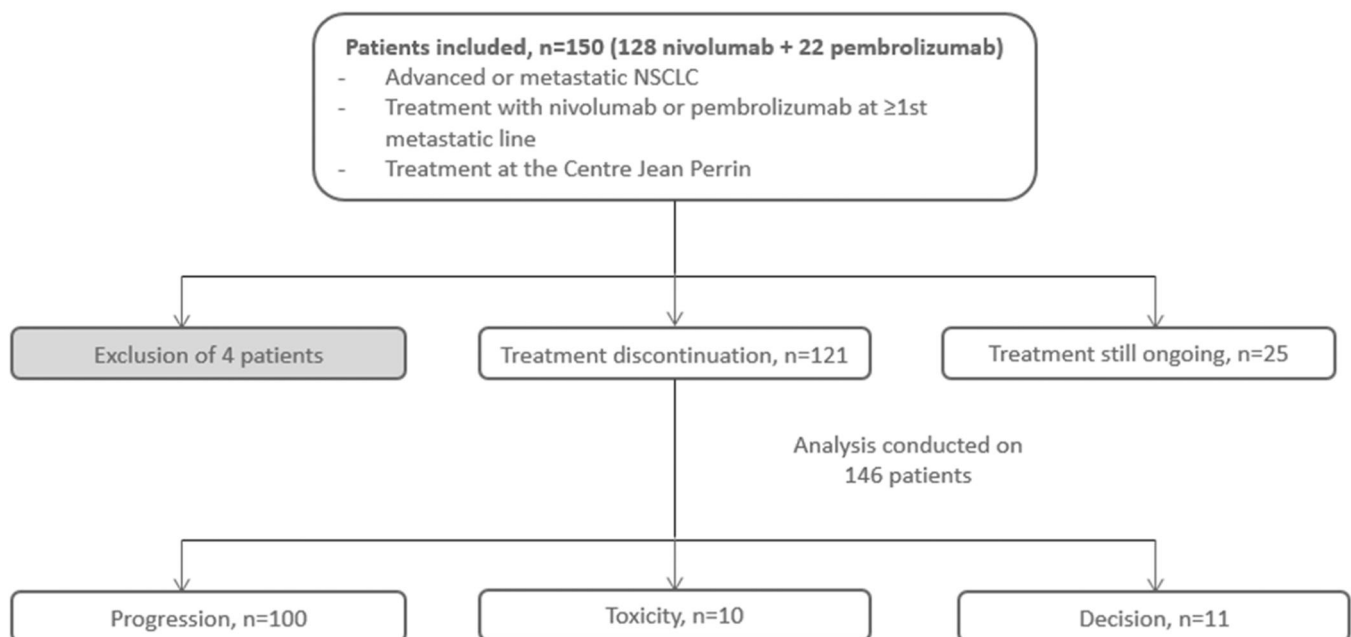 Patients included, n=150 (128 nivolumab + 22 pembrolizumab)
- Advanced or metastatic NSCLC
- Treatment with nivolumab or pembrolizumab at ≥1st
metastatic line
- Treatment at the Centre Jean Perrin
Exclusion of 4 patients
Treatment discontinuation, n=121
Treatment still ongoing, n=25
Analysis conducted on
146 patients
Progression, n=100
Toxicity, n=10
Decision, n=11